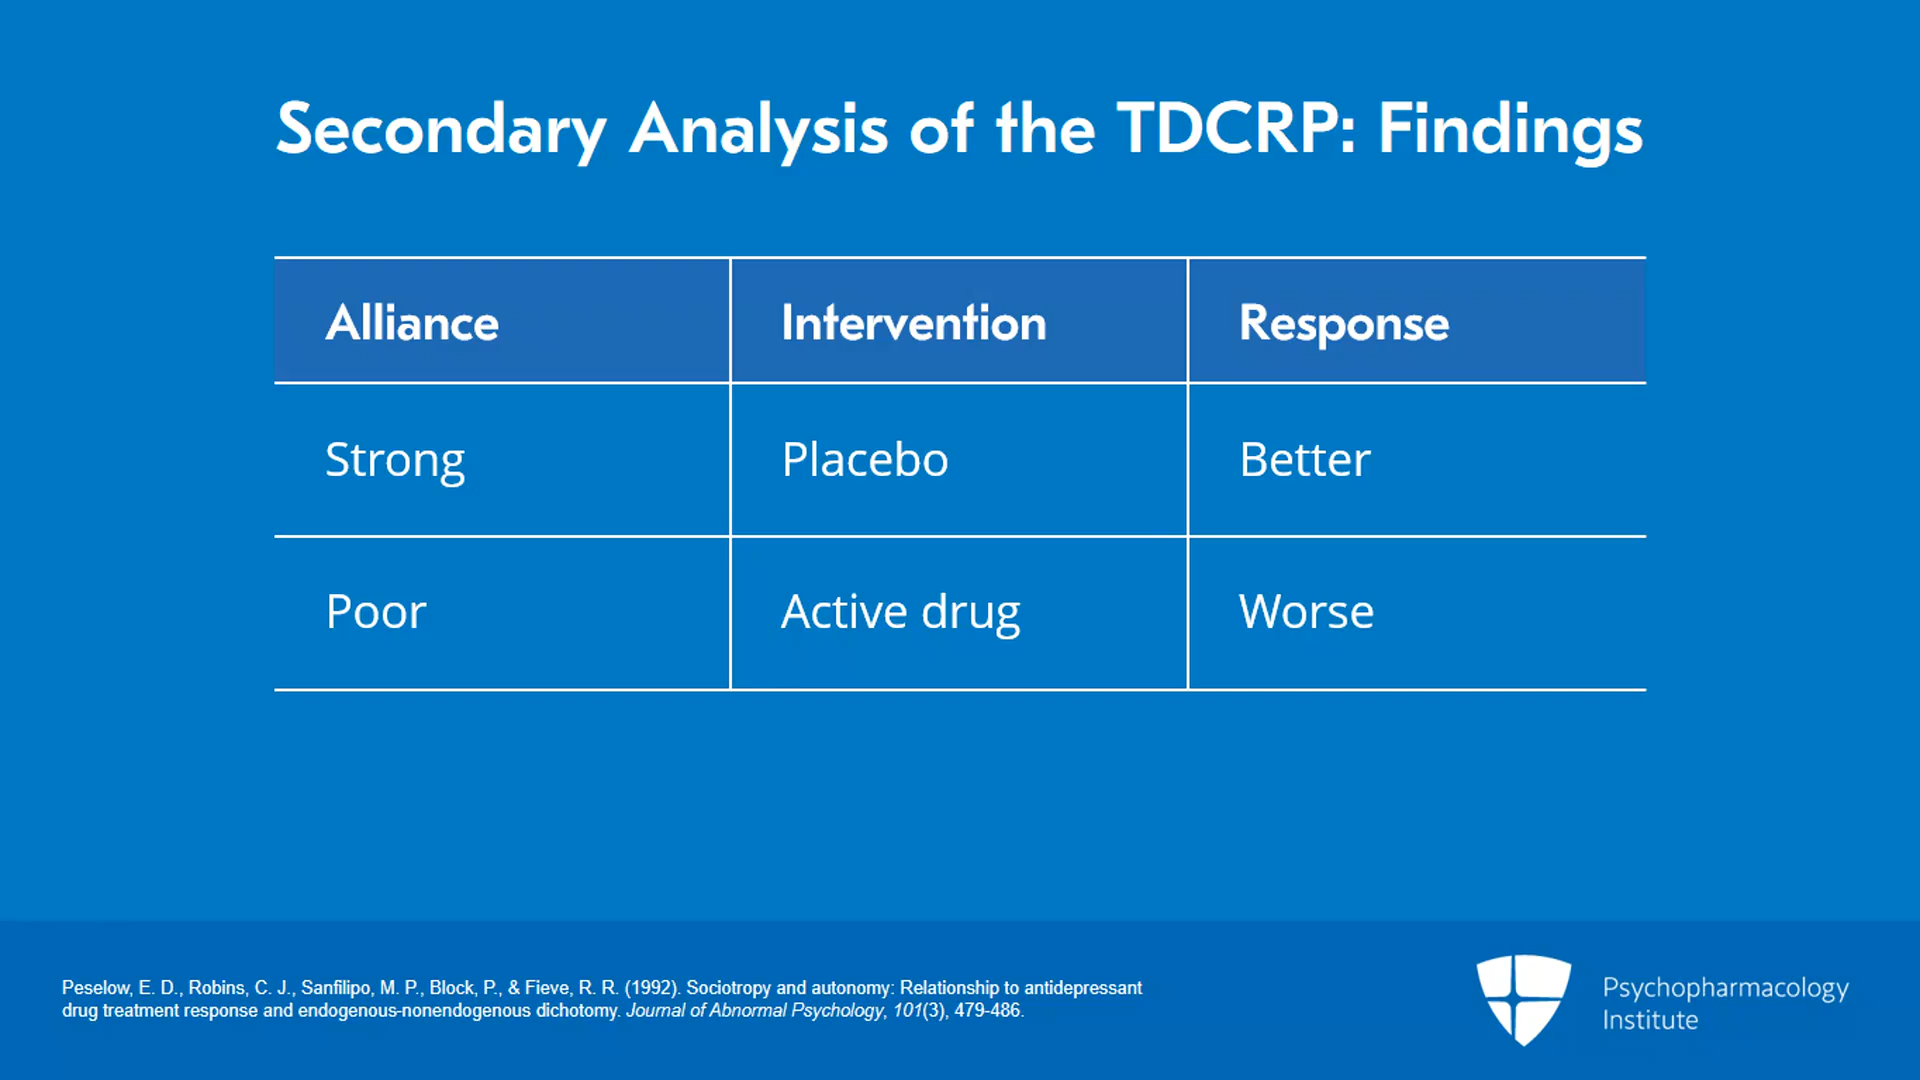 Secondary Analysis of the TDCRP: Findings
Alliance Intervention Response
Strong Placebo Better
Poor Active drug Worse
Peselow, E. D., Robins, C. J., Sanfilipo, M. P., Block, P., & Fieve, R. R. (1992). Sociotropy and autonomy: Relationship to antidepressant
drug treatment response and endogenous-nonendogenous dichotomy. Journal of Abnormal Psychology, 101(3), 479-486.
Psychopharmacology
Institute